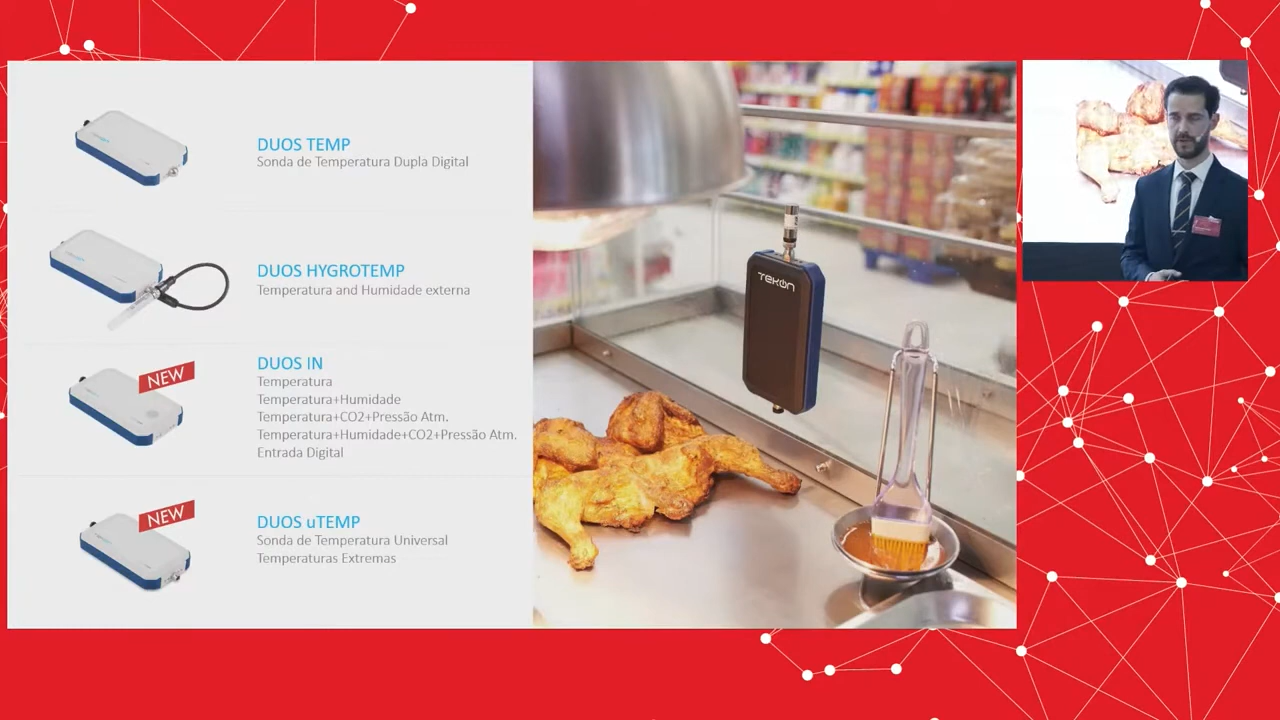 DUOS TEMP
Sonda de Temperatura Dupla Digital
DUOS HYGROTEMP
Temperatura and Humidade externa
NEW
DUOS IN
Temperatura
Temperatura+Humidade
Temperatura+CO2+Pressão Atm.
Temperatura+Humidade+CO2+Pressão Atm.
Entrada Digital
NEW
DUOS uTEMP
Sonda de Temperatura Universal
Temperaturas Extremas
TEKON